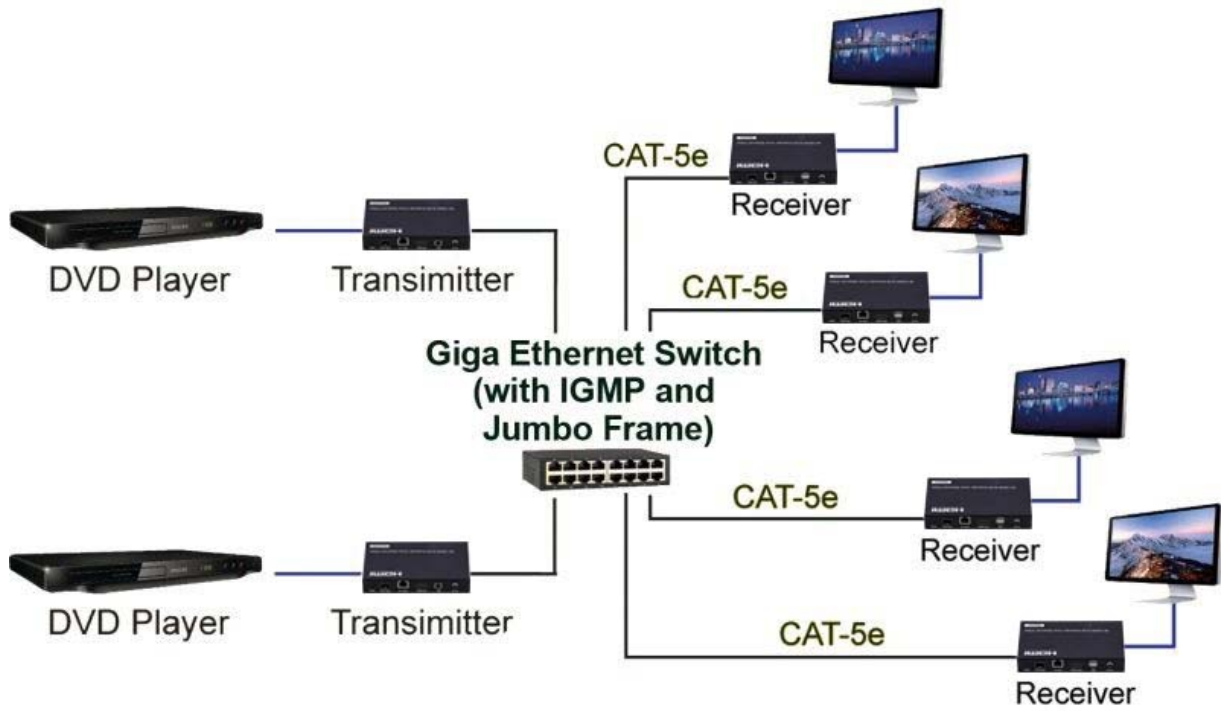 CAT-5e
Receiver
DVD Player
Transimitter
CAT-5e
Receiver
Giga Ethernet Switch
(with IGMP and
Jumbo Frame)
CAT-5e
Receiver
DVD Player
Transimitter
CAT-5e
Receiver